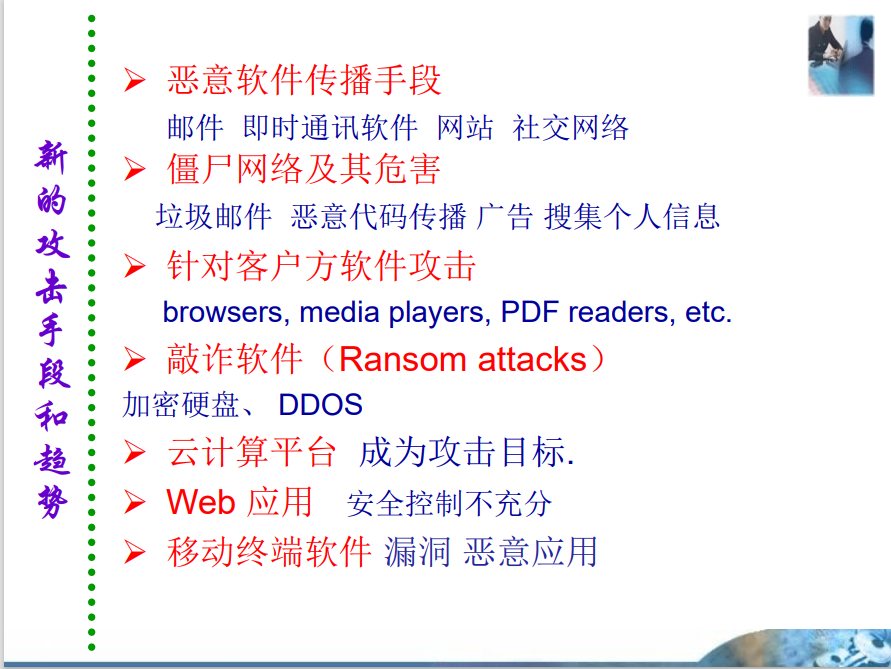 新的攻击手段和趋势
➢ 恶意软件传播手段
邮件 即时通讯软件 网站 社交网络
➢ 僵尸网络及其危害
垃圾邮件 恶意代码传播 广告 搜集个人信息
➢ 针对客户方软件攻击
browsers, media players, PDF readers, etc.
➢ 敲诈软件（Ransom attacks）
加密硬盘、 DDOS
➢ 云计算平台 成为攻击目标.
➢ Web 应用 安全控制不充分
➢ 移动终端软件 漏洞 恶意应用